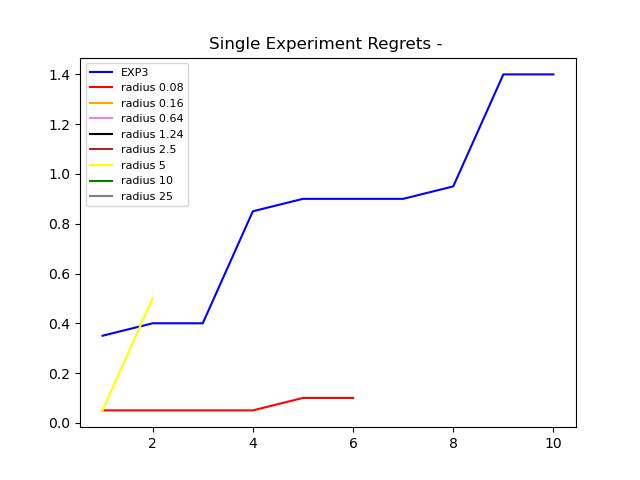 Single Experiment Regrets -
EXP3
radius 0.08
radius 0.16
radius 0.64
radius 1.24
radius 2.5
radius 5
radius 10
radius 25
1.4
1.2
1.0
0.8
0.6
0.4
0.2
0.0
2 4 6 8 10